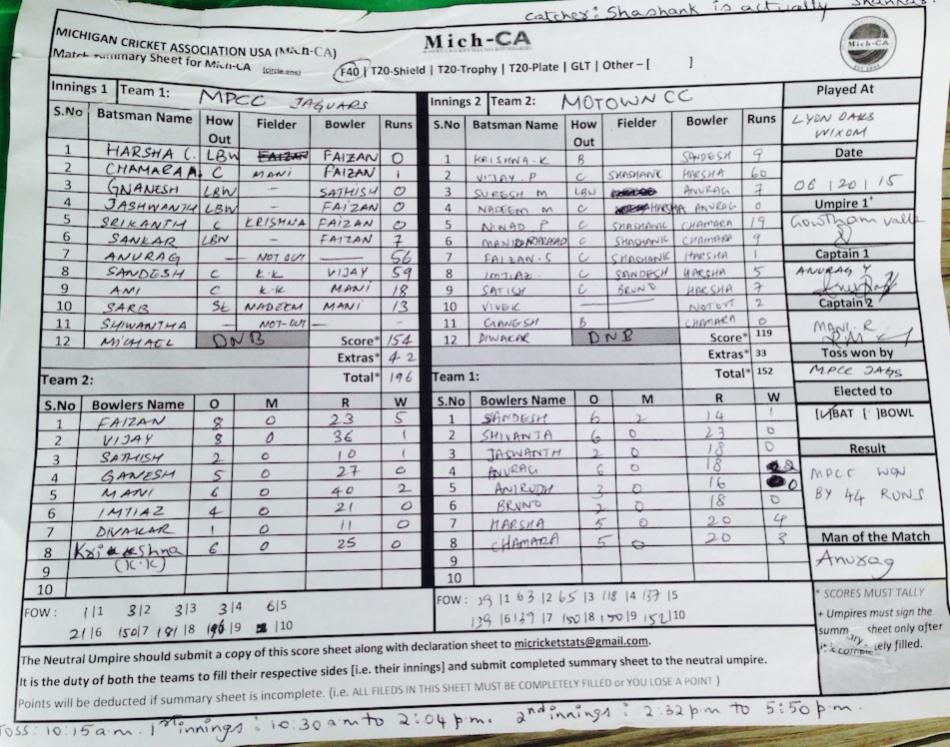 catcher: Shashank is actually
MICHIGAN CRICKET ASSOCIATION USA (Mich-CA)
Match Summary Sheet for Mich-CA (circle one) F40 | T20-Shield | T20-Trophy | T20-Plate | GLT | Other – [ ]
Mich-CA
Mich-CA
Innings 1 Team 1: MPCC JAGUARS
S.No Batsman Name How Out Fielder Bowler Runs
1 HARSHA C. LBW FAIZAN FAIZAN 0
2 CHAMARAA. C MANI FAIZAN 1
3 GNANESH LBW – SATHISH 0
4 JASHWANTH LBW – FAIZAN 0
5 SRIKANTH C KRISHNA FAIZAN 0
6 SANKAR LBW – FAIZAN 7
7 ANURAG – NOT OUT – 56
8 SANDESH C K.K VIJAY 59
9 AMI C K.K MANI 18
10 SARB St NADEEM MANI 13
11 SHIWANTHA – NOT-OUT – –
12 MICHAEL DNB Score* 154
Extras* 42
Total* 196
Team 2:
S.No Bowlers Name O M R W
1 FAIZAN 8 0 23 5
2 VIJAY 8 0 36 1
3 SATHISH 2 0 10 1
4 GANESH 5 0 27 0
5 MANI 6 0 40 2
6 IMTIAZ 4 0 21 0
7 DIVAKAR 1 0 11 0
8 Krishna (K.K) 6 0 25 0
9
10
FOW: 1|1 3|2 3|3 3|4 6|5
21|6 150|7 181|8 196|9 |10
Innings 2 Team 2: MOTOWN CC
S.No Batsman Name How Out Fielder Bowler Runs
1 KRISHNA-K B SANDESH 9
2 VIJAY. P C SHASHANK HARSHA 60
3 SURESH M LBW ANURAG 7
4 NADEEM M C HARSHA ANURAG 0
5 NINAD P C SHASHANK CHAMARA 19
6 C SHASHANK CHAMARA 9
7 FAIZAN-S C SHASHANK HARSHA 1
8 IMTIAZ C SANDESH HARSHA 5
9 SATISH C BRUNO HARSHA 7
10 VIVEK NOTOUT 2
11 GANGESH B CHAMARA 0
12 DIWAKAR DNB Score* 119
Extras* 33
Total* 152
Team 1:
S.No Bowlers Name O M R W
1 SANDESH 6 2 14 1
2 SHIVANTA 6 0 23 0
3 JASWANTH 2 0 18 0
4 ANURAG 6 0 18 2
5 ANIRUDH 3 0 16 0
6 BRUNO 2 0 18 0
7 HARSHA 5 0 20 4
8 CHAMARA 5 0 20 3
9
10
FOW: 39|1 63|2 65|3 118|4 137|5
139|6 139|7 150|8 150|9 152|10
Played At
LYON OAKS
WIXOM
Date
06/20/15
Umpire 1+
Gowtham Valle
Captain 1
ANURAG Y
Captain 2
MANI. R.
Toss won by
MPCC JAGS
Elected to
[✓]BAT [ ]BOWL
Result
MPCC WON
BY 44 RUNS
Man of the Match
Anurag
* SCORES MUST TALLY
+ Umpires must sign the
summary sheet only after
it is completely filled.
The Neutral Umpire should submit a copy of this score sheet along with declaration sheet to micricketstats@gmail.com.
It is the duty of both the teams to fill their respective sides [i.e. their innings] and submit completed summary sheet to the neutral umpire.
Points will be deducted if summary sheet is incomplete. (i.e. ALL FILEDS IN THIS SHEET MUST BE COMPLETELY FILLED or YOU LOSE A POINT )
TOSS: 10:15 a.m. 1st innings: 10:30 a.m to 2:04 p.m. 2nd innings: 2:32 p.m to 5:50 p.m.